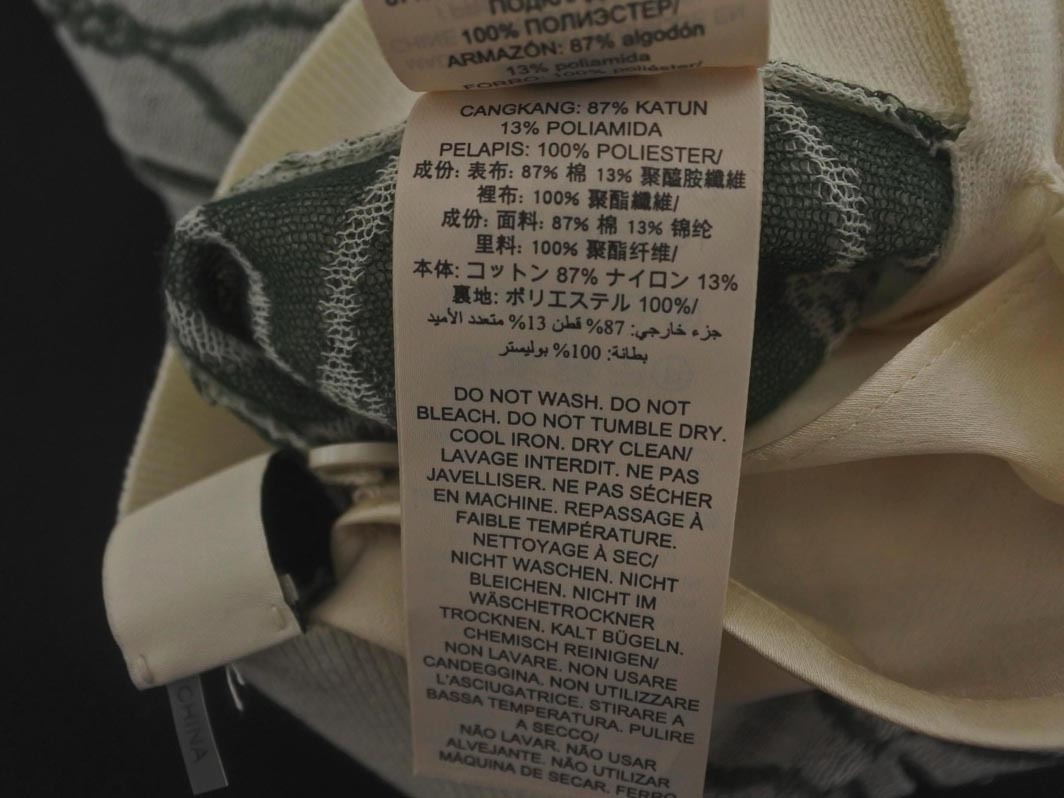 100% ПОЛИЭСТЕР/
ARMAZÓN: 87% algodón
13% poliamida
FORRO: 100% poliéster/
CANGKANG: 87% KATUN
13% POLIAMIDA
PELAPIS: 100% POLIESTER/
成份: 表布: 87% 棉 13% 聚醯胺纖維
裡布: 100% 聚酯纖維/
成份: 面料: 87% 棉 13% 锦纶
里料: 100% 聚酯纤维/
本体: コットン 87% ナイロン 13%
裏地: ポリエステル 100%/
جزء خارجي: 87% قطن 13% متعدد الأميد
بطانة: 100% بوليستر
DO NOT WASH. DO NOT
BLEACH. DO NOT TUMBLE DRY.
COOL IRON. DRY CLEAN/
LAVAGE INTERDIT. NE PAS
JAVELLISER. NE PAS SÉCHER
EN MACHINE. REPASSAGE À
FAIBLE TEMPÉRATURE.
NETTOYAGE À SEC/
NICHT WASCHEN. NICHT
BLEICHEN. NICHT IM
WÄSCHETROCKNER
TROCKNEN. KALT BÜGELN.
CHEMISCH REINIGEN/
NON LAVARE. NON USARE
CANDEGGINA. NON UTILIZZARE
L'ASCIUGATRICE. STIRARE A
BASSA TEMPERATURA. PULIRE
A SECCO/
NÃO LAVAR. NÃO USAR
ALVEJANTE. NÃO UTILIZAR
MÁQUINA DE SECAR. FERRO
CHINA